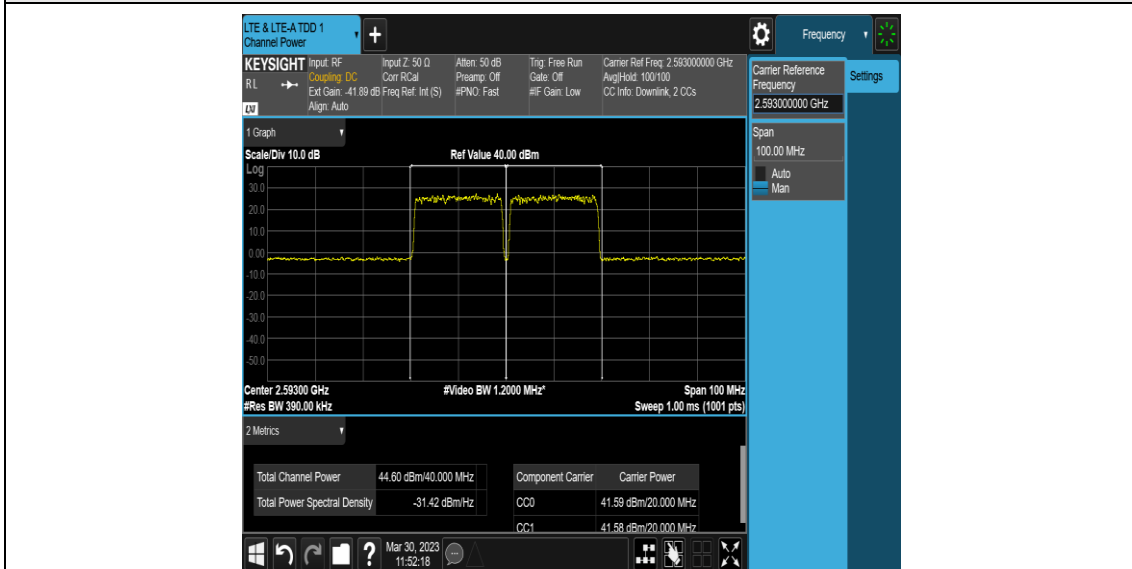 LTE & LTE-A TDD 1
Channel Power
+
Frequency
KEYSIGHT
RL
LXI
Input: RF
Coupling: DC
Ext Gain: -41.89 dB
Align: Auto
Input Z: 50 Ω
Corr RCal
Freq Ref: Int (S)
Atten: 50 dB
Preamp: Off
#PNO: Fast
Trig: Free Run
Gate: Off
#IF Gain: Low
Carrier Ref Freq: 2.593000000 GHz
Avg|Hold: 100/100
CC Info: Downlink, 2 CCs
Carrier Reference
Frequency
2.593000000 GHz
Settings
Span
100.00 MHz
Auto
Man
1 Graph
Scale/Div 10.0 dB
Ref Value 40.00 dBm
Log
30.0
20.0
10.0
0.00
-10.0
-20.0
-30.0
-40.0
-50.0
Center 2.59300 GHz
#Video BW 1.2000 MHz*
Span 100 MHz
#Res BW 390.00 kHz
Sweep 1.00 ms (1001 pts)
2 Metrics
Total Channel Power 44.60 dBm/40.000 MHz
Total Power Spectral Density -31.42 dBm/Hz
Component Carrier Carrier Power
CC0 41.59 dBm/20.000 MHz
CC1 41.58 dBm/20.000 MHz
?
Mar 30, 2023
11:52:18